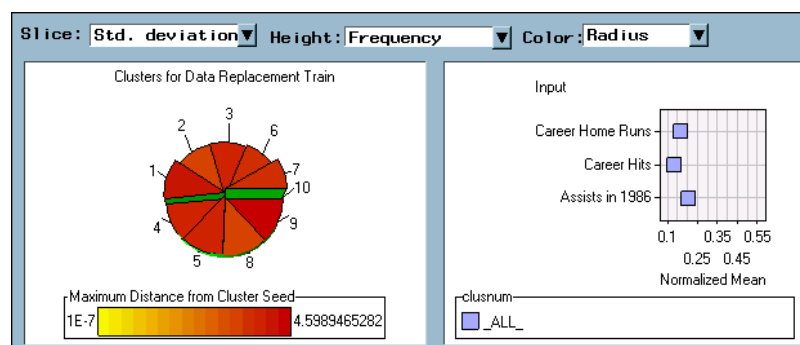 Slice: Std. deviation Height: Frequency Color: Radius
Clusters for Data Replacement Train
3
2
6
1
7
10
4
9
5
8
Maximum Distance from Cluster Seed
1E-7
4.5989465282
Input
Career Home Runs
Career Hits
Assists in 1986
0.1 0.35 0.55
0.25 0.45
Normalized Mean
clusnum
_ALL_